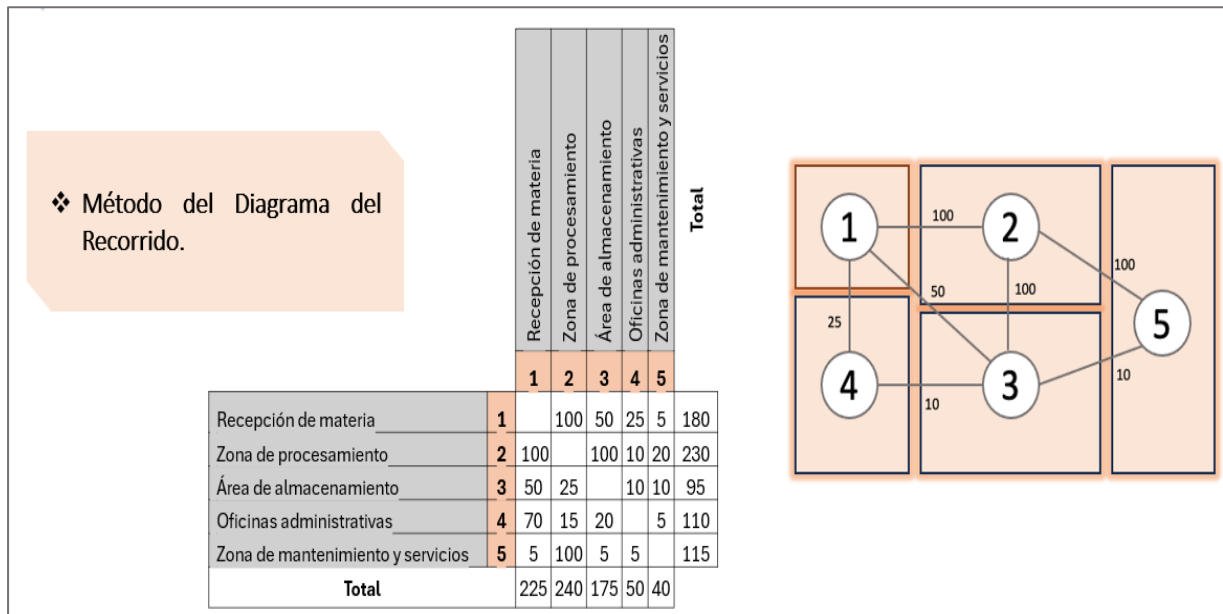 ❖ Método del Diagrama del
Recorrido.
Recepción de materia
Zona de procesamiento
Área de almacenamiento
Oficinas administrativas
Zona de mantenimiento y servicios
Total
1 2 3 4 5
Recepción de materia 1 100 50 25 5 180
Zona de procesamiento 2 100 100 10 20 230
Área de almacenamiento 3 50 25 10 10 95
Oficinas administrativas 4 70 15 20 5 110
Zona de mantenimiento y servicios 5 5 100 5 5 115
Total 225 240 175 50 40
1 100 2
50 100 100
25 5
4 10 3 10